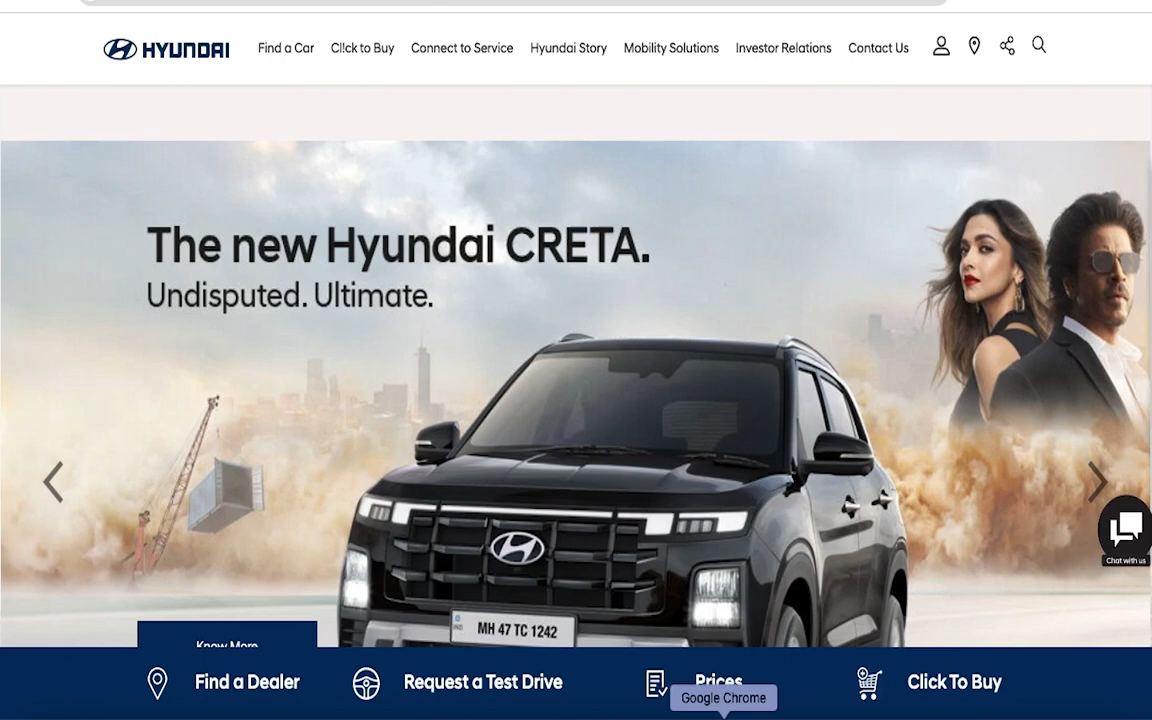 HYUNDAI Find a Car Click to Buy Connect to Service Hyundai Story Mobility Solutions Investor Relations Contact Us
The new Hyundai CRETA.
Undisputed. Ultimate.
Chat with us
IND MH 47 TC 1242
Know More
Find a Dealer Request a Test Drive Prices Click To Buy
Google Chrome